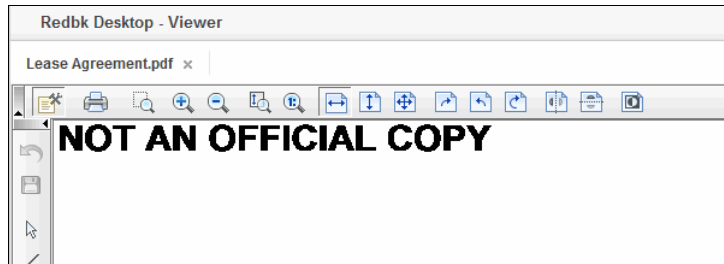 Redbk Desktop - Viewer
Lease Agreement.pdf ×
NOT AN OFFICIAL COPY